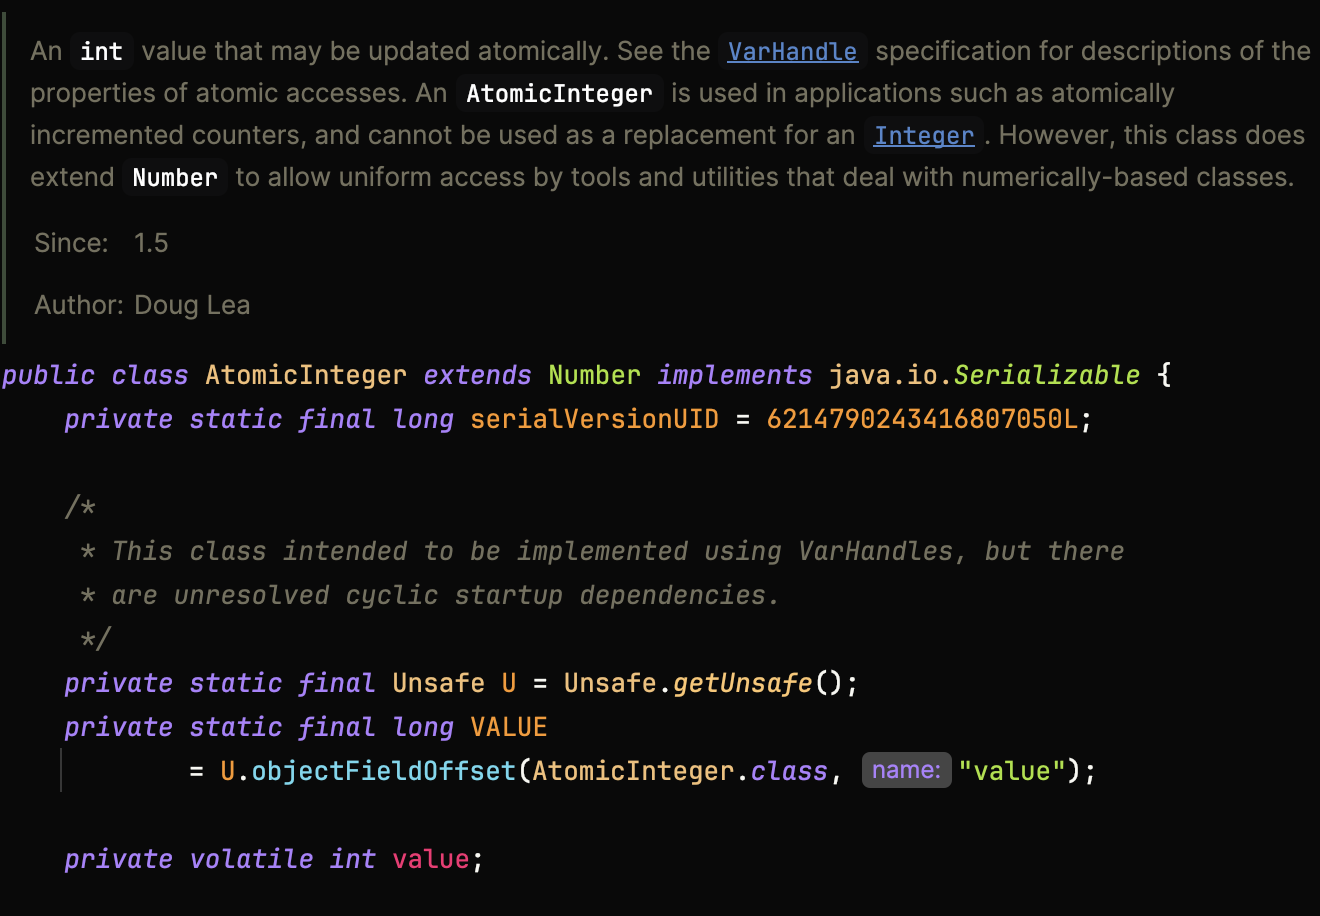 An int value that may be updated atomically. See the VarHandle specification for descriptions of the
properties of atomic accesses. An AtomicInteger is used in applications such as atomically
incremented counters, and cannot be used as a replacement for an Integer . However, this class does
extend Number to allow uniform access by tools and utilities that deal with numerically-based classes.
Since: 1.5
Author: Doug Lea
public class AtomicInteger extends Number implements java.io.Serializable {
    private static final long serialVersionUID = 6214790243416807050L;
    /*
     * This class intended to be implemented using VarHandles, but there
     * are unresolved cyclic startup dependencies.
     */
    private static final Unsafe U = Unsafe.getUnsafe();
    private static final long VALUE
            = U.objectFieldOffset(AtomicInteger.class, name: "value");
    private volatile int value;